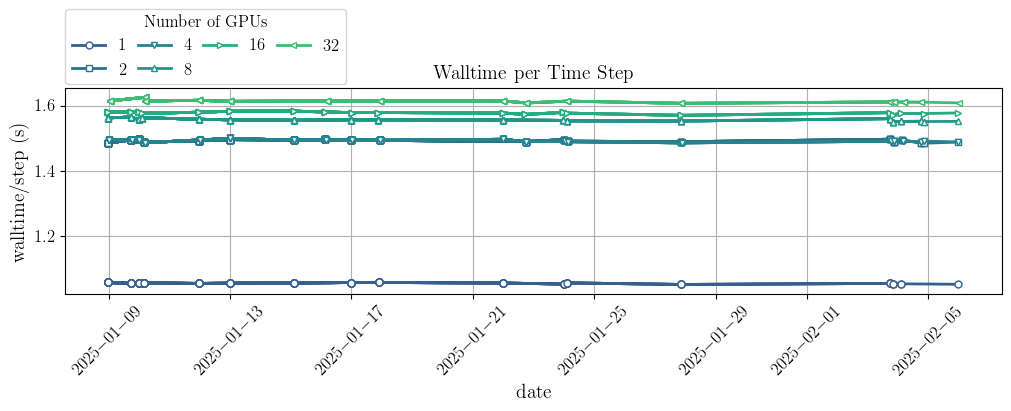 Number of GPUs
1 4 16 32
2 8
Walltime per Time Step
walltime/step (s)
1.6
1.4
1.2
2025−01−09 2025−01−13 2025−01−17 2025−01−21 2025−01−25 2025−01−29 2025−02−01 2025−02−05
date